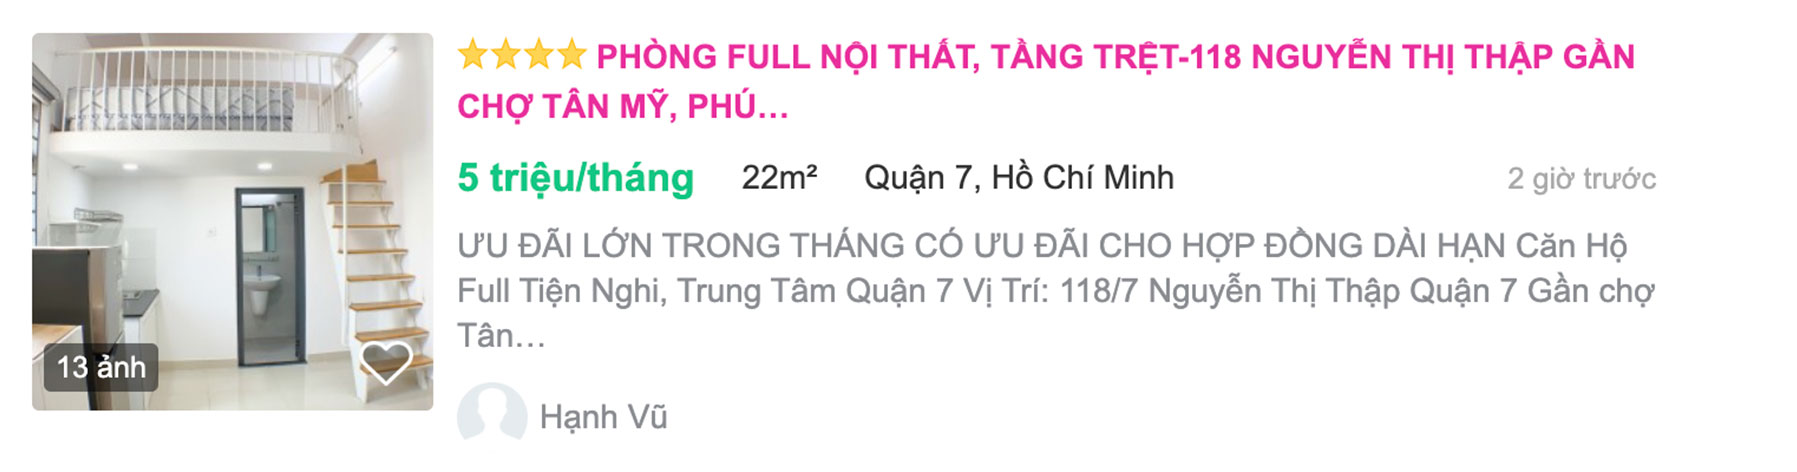 PHÒNG FULL NỘI THẤT, TẦNG TRỆT-118 NGUYỄN THỊ THẬP GẦN
CHỢ TÂN MỸ, PHÚ...
5 triệu/tháng 22m² Quận 7, Hồ Chí Minh 2 giờ trước
ƯU ĐÃI LỚN TRONG THÁNG CÓ ƯU ĐÃI CHO HỢP ĐỒNG DÀI HẠN Căn Hộ
Full Tiện Nghi, Trung Tâm Quận 7 Vị Trí: 118/7 Nguyễn Thị Thập Quận 7 Gần chợ
Tân...
13 ảnh
Hạnh Vũ